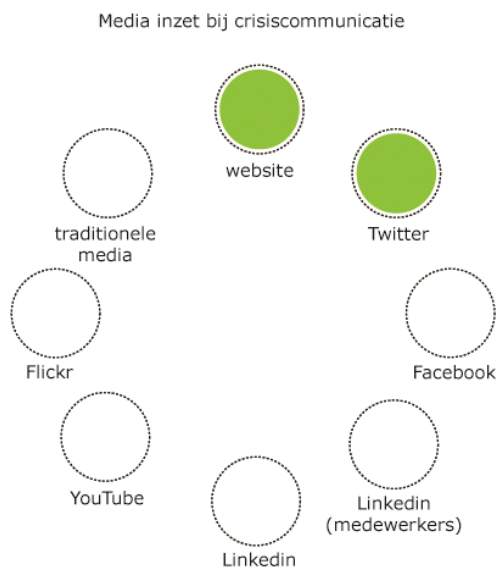 Media inzet bij crisiscommunicatie
website
Twitter
Facebook
Linkedin
(medewerkers)
Linkedin
YouTube
Flickr
traditionele
media